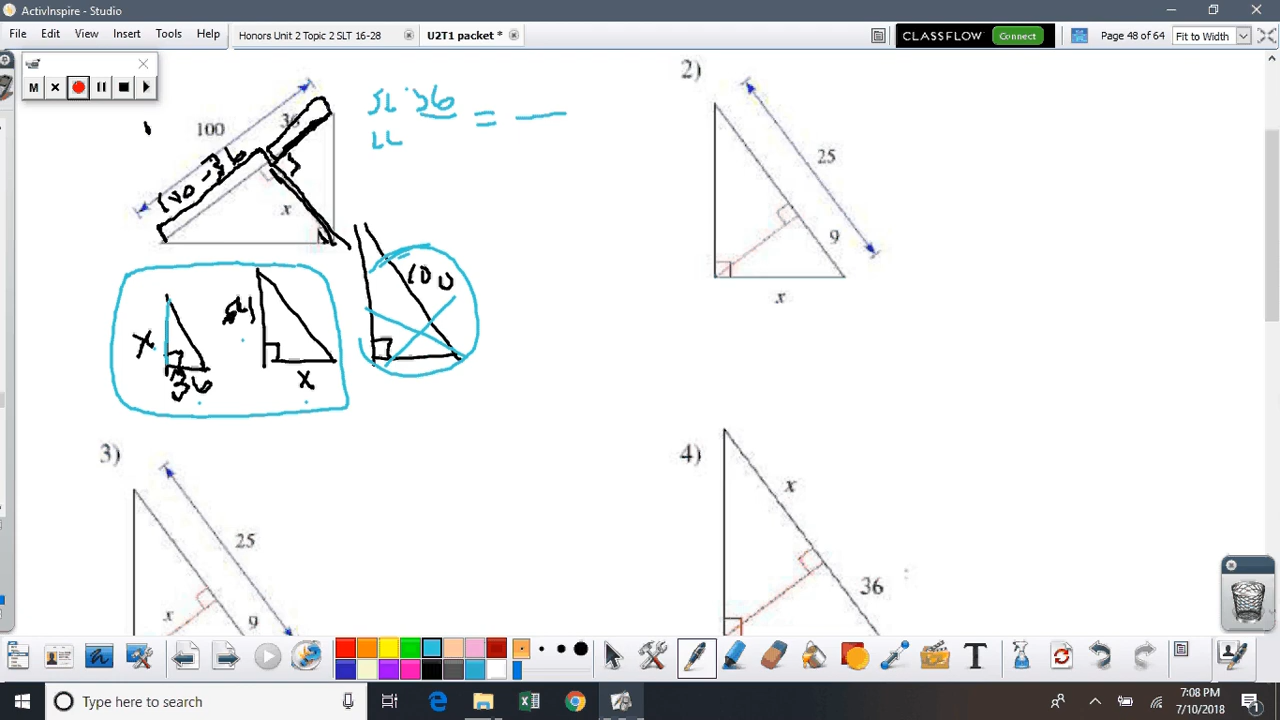 ActivInspire - Studio
File Edit View Insert Tools Help
Honors Unit 2 Topic 2 SLT 16-28
U2T1 packet *
CLASSFLOW Connect
Page 48 of 64
Fit to Width
M
100
36
100 - 36
x
SL 36 =
LL
x
36
x
100
2)
25
9
x
3)
25
x
9
4)
x
36
T
Type here to search
7:08 PM
7/10/2018